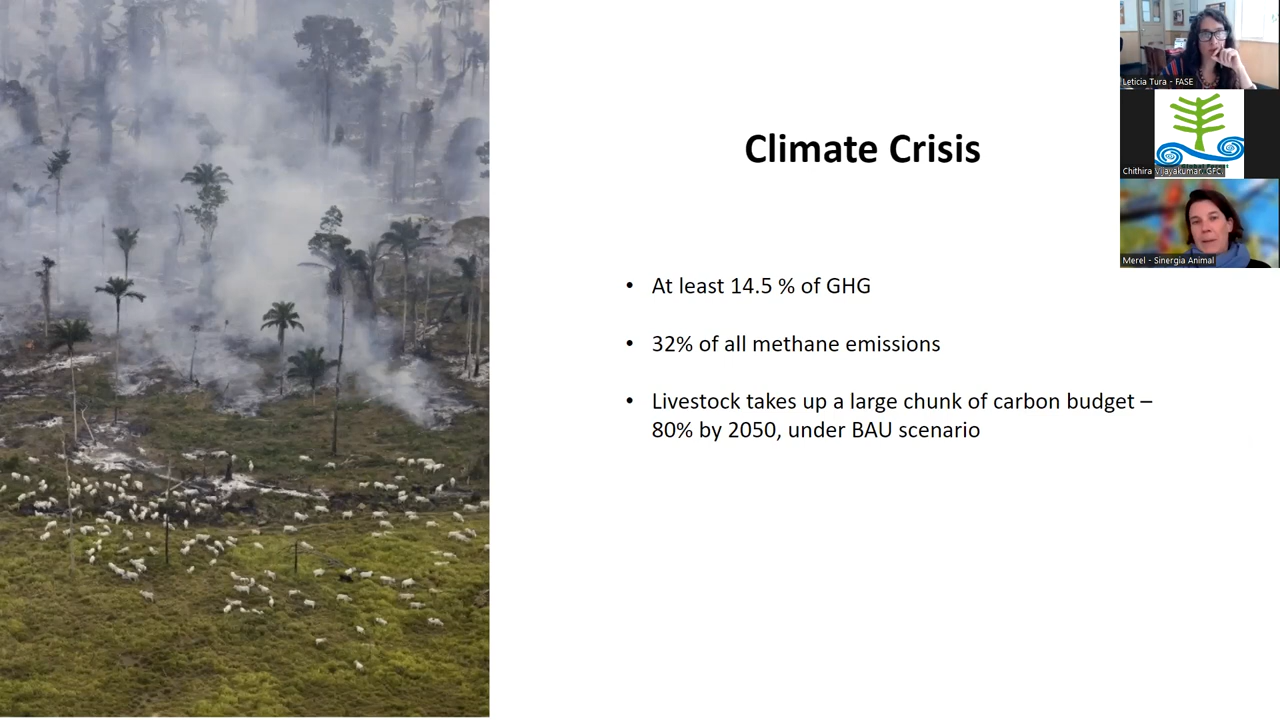 Climate Crisis
• At least 14.5 % of GHG
• 32% of all methane emissions
• Livestock takes up a large chunk of carbon budget –
80% by 2050, under BAU scenario
Leticia Tura - FASE
Chithira Vijayakumar, GFC.
Merel - Sinergia Animal